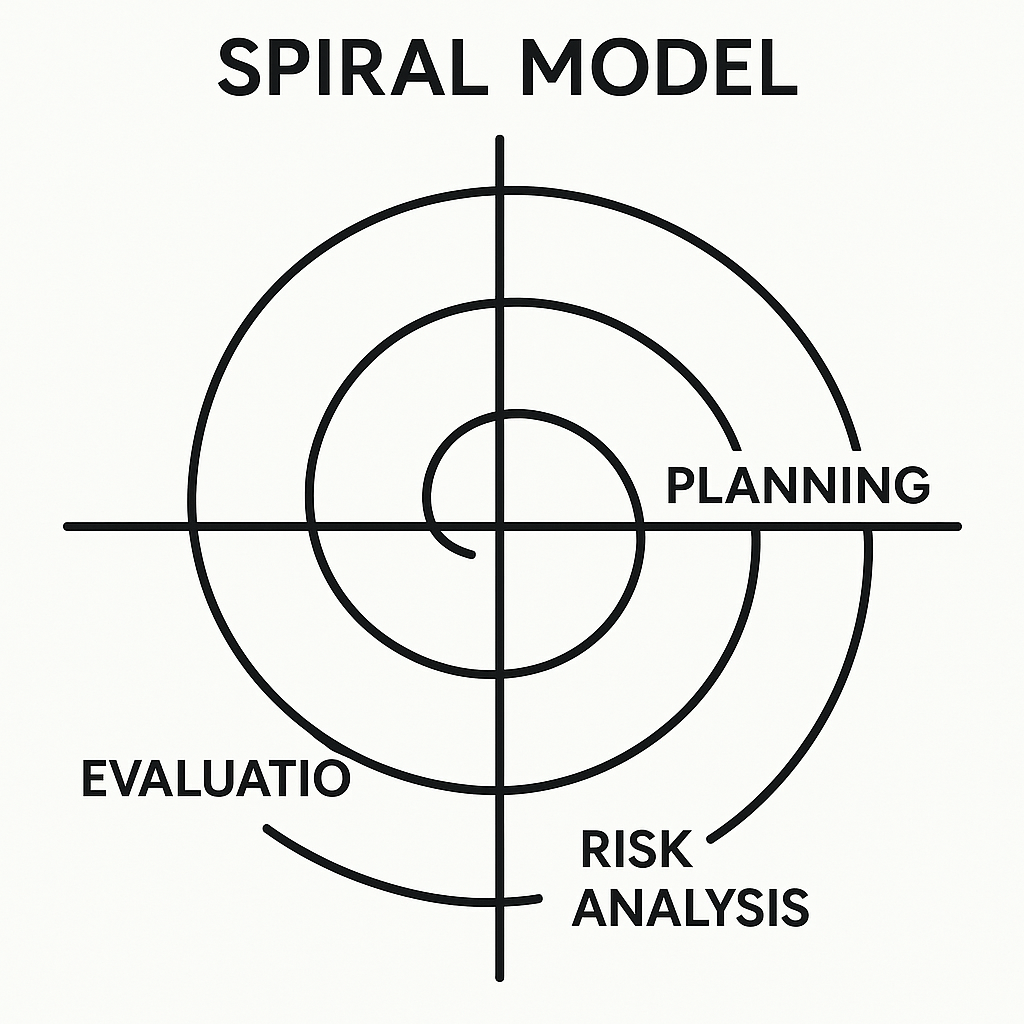 SPIRAL MODEL
PLANNING
EVALUATIO
RISK
ANALYSIS